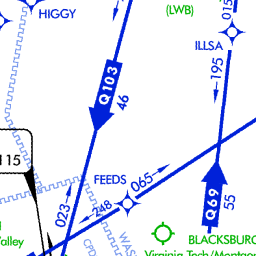 (LWB)
015
HIGGY
ILLSA
Q103
195
46
115
FEEDS
065
023
248
Q69
55
Valley
BLACKSBURG
Virginia Tech/Montgom